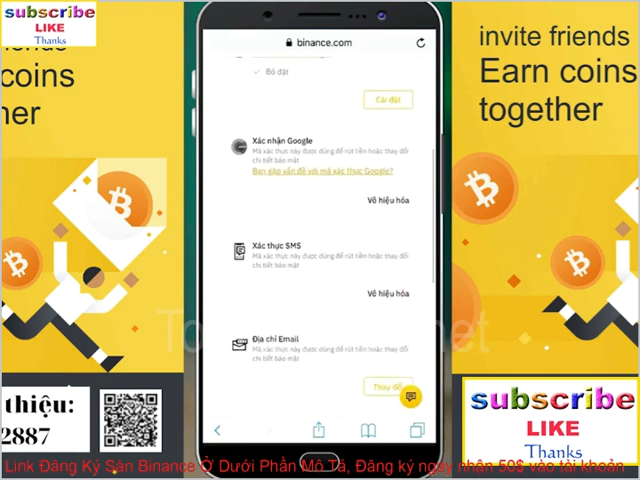 subscribe
LIKE
Thanks
friends
coins
her
thiệu:
2887
binance.com
Bỏ đặt
Cài đặt
Xác nhận Google
Mã xác thực này được dùng để rút tiền hoặc thay đổi
chi tiết bảo mật
Bạn gặp vấn đề với mã xác thực Google?
Vô hiệu hóa
Xác thực SMS
Mã xác thực này được dùng để rút tiền hoặc thay đổi
chi tiết bảo mật
Vô hiệu hóa
Địa chỉ Email
Mã xác thực này được dùng để rút tiền hoặc thay đổi
chi tiết bảo mật
Thay đổi
invite friends
Earn coins
together
subscribe
LIKE
Thanks
Link Đăng Ký Sàn Binance Ở Dưới Phần Mô Tả, Đăng ký ngay nhận 50$ vào tài khoản